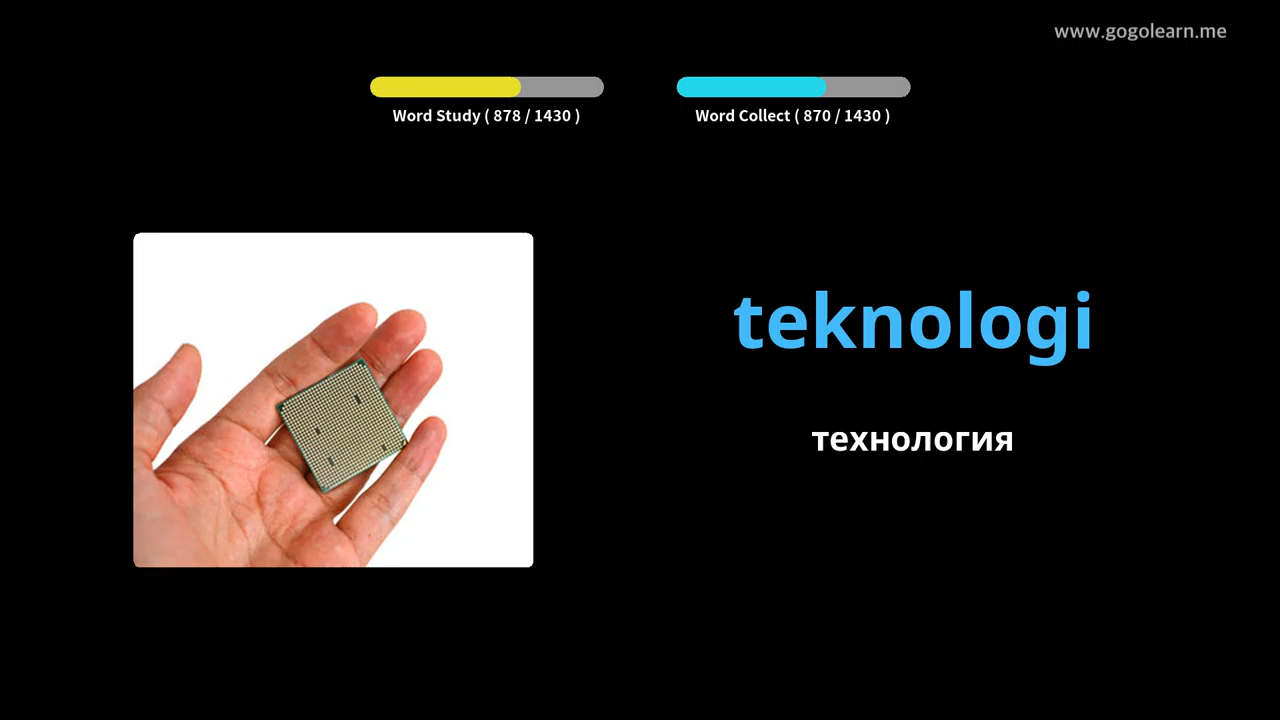 www.gogolearn.me
Word Study ( 878 / 1430 )
Word Collect ( 870 / 1430 )
teknologi
технология